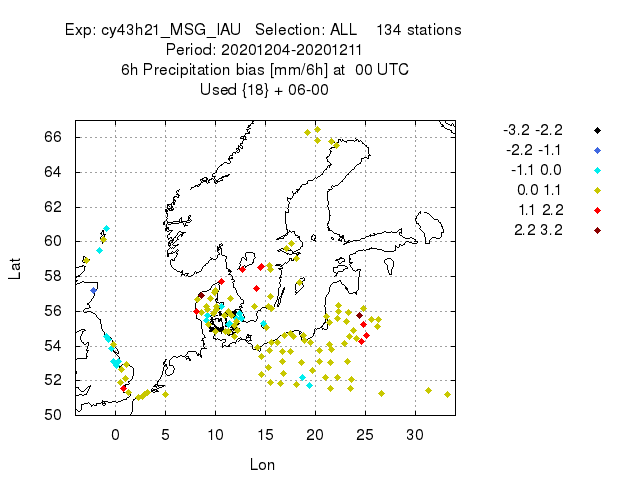 Exp: cy43h21_MSG_IAU   Selection: ALL    134 stations
Period: 20201204-20201211
6h Precipitation bias [mm/6h] at  00 UTC
Used {18} + 06-00
-3.2 -2.2
-2.2 -1.1
-1.1 0.0
0.0 1.1
1.1 2.2
2.2 3.2
66
64
62
60
58
56
54
52
50
Lat
0 5 10 15 20 25 30
Lon